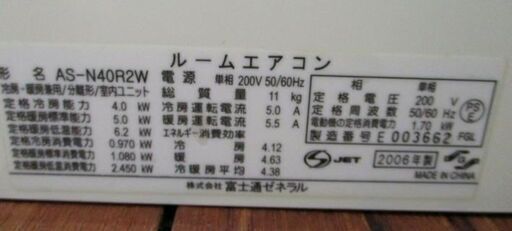 ルームエアコン
形 名 AS-N40R2W
冷房・暖房兼用/分離形/室内ユニット
定格冷房能力 4.0 kW
定格暖房標準能力 5.0 kW
定格暖房低温能力 6.2 kW
定格冷房消費電力 0.970 kW
定格暖房標準消費電力 1.080 kW
定格暖房低温消費電力 2.450 kW
電源 単相 200V 50/60Hz
総質量 11 kg
冷房運転電流 5.0 A
暖房運転電流 5.5 A
エネルギー消費効率
冷房 4.12
暖房 4.63
冷暖房平均 4.38
相 単相
定格電圧 200 V
定格周波数 50/60 Hz
電動機の定格消費電力 1.70 kW
製造番号 E 003662 FGL
PSE
JET
2006年製
MADE IN CHINA
株式会社 富士通ゼネラル